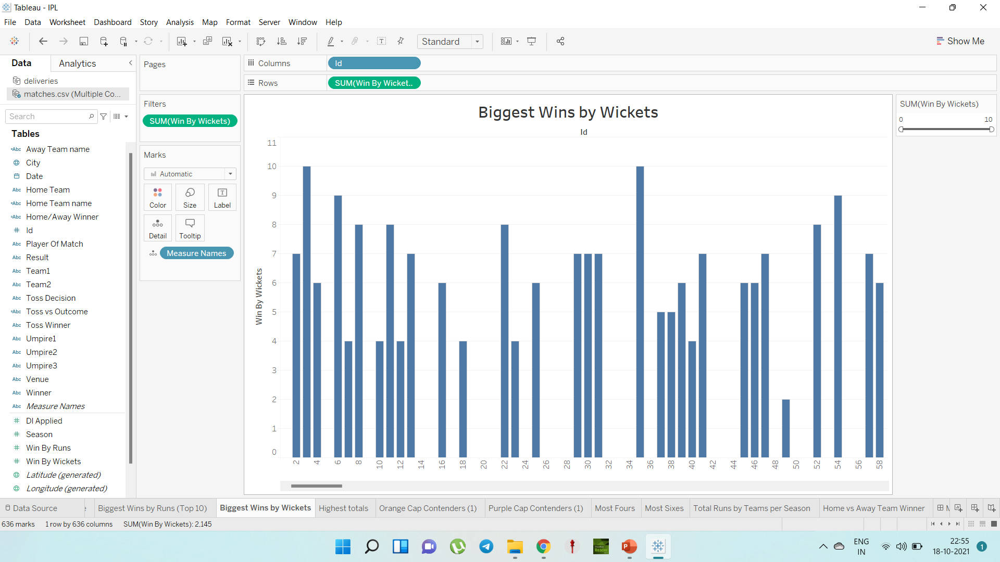 Tableau - IPL
File Data Worksheet Dashboard Story Analysis Map Format Server Window Help
Standard
Show Me
Data
Analytics
deliveries
matches.csv (Multiple Co...
Search
Tables
Away Team name
City
Date
Home Team
Home Team name
Home/Away Winner
Id
Player Of Match
Result
Team1
Team2
Toss Decision
Toss vs Outcome
Toss Winner
Umpire1
Umpire2
Umpire3
Venue
Winner
Measure Names
Dl Applied
Season
Win By Runs
Win By Wickets
Latitude (generated)
Longitude (generated)
Pages
Filters
SUM(Win By Wickets)
Marks
Automatic
Color Size Label
Detail Tooltip
Measure Names
Columns Id
Rows SUM(Win By Wicket..
Biggest Wins by Wickets
Id
Win By Wickets
11
10
9
8
7
6
5
4
3
2
1
0
2 4 6 8 10 12 14 16 18 20 22 24 26 28 30 32 34 36 38 40 42 44 46 48 50 52 54 56 58
SUM(Win By Wickets)
0 10
Data Source Biggest Wins by Runs (Top 10) Biggest Wins by Wickets Highest totals Orange Cap Contenders (1) Purple Cap Contenders (1) Most Fours Most Sixes Total Runs by Teams per Season Home vs Away Team Winner
636 marks 1 row by 636 columns SUM(Win By Wickets): 2,145
ENG
IN
22:55
18-10-2021
1